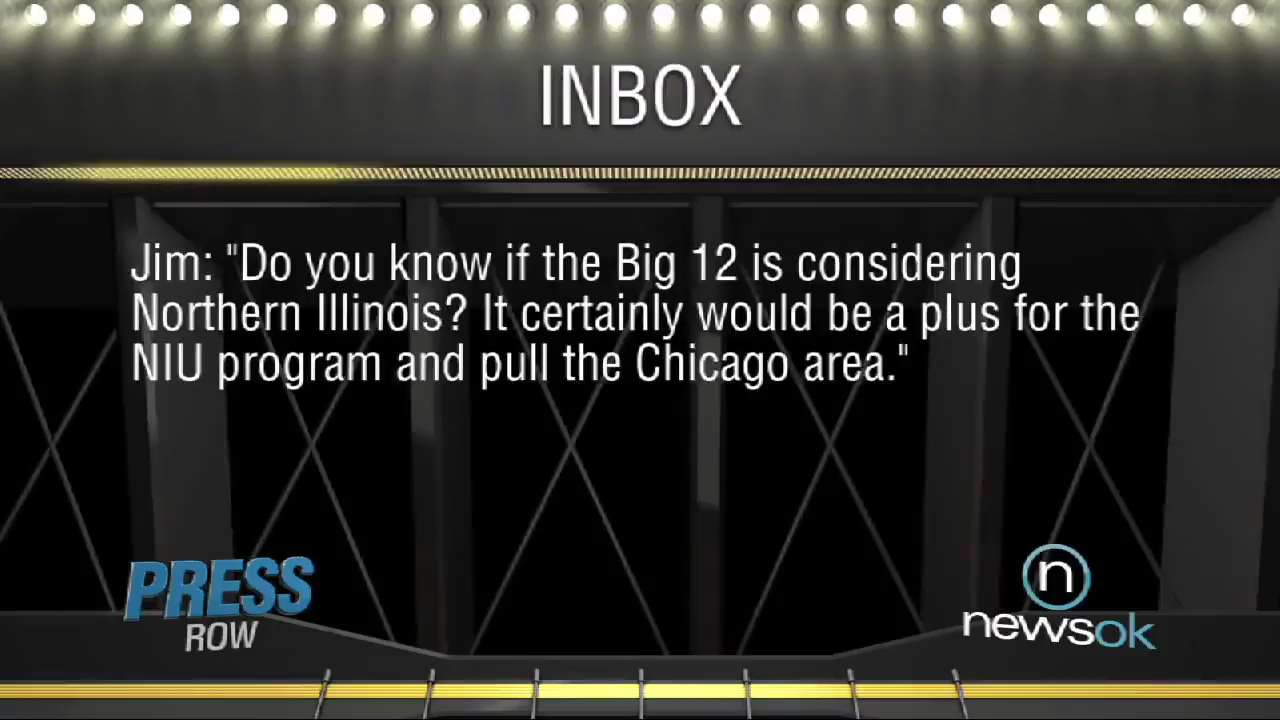 INBOX
Jim: "Do you know if the Big 12 is considering
Northern Illinois? It certainly would be a plus for the
NIU program and pull the Chicago area."
PRESS
ROW
n
newsok